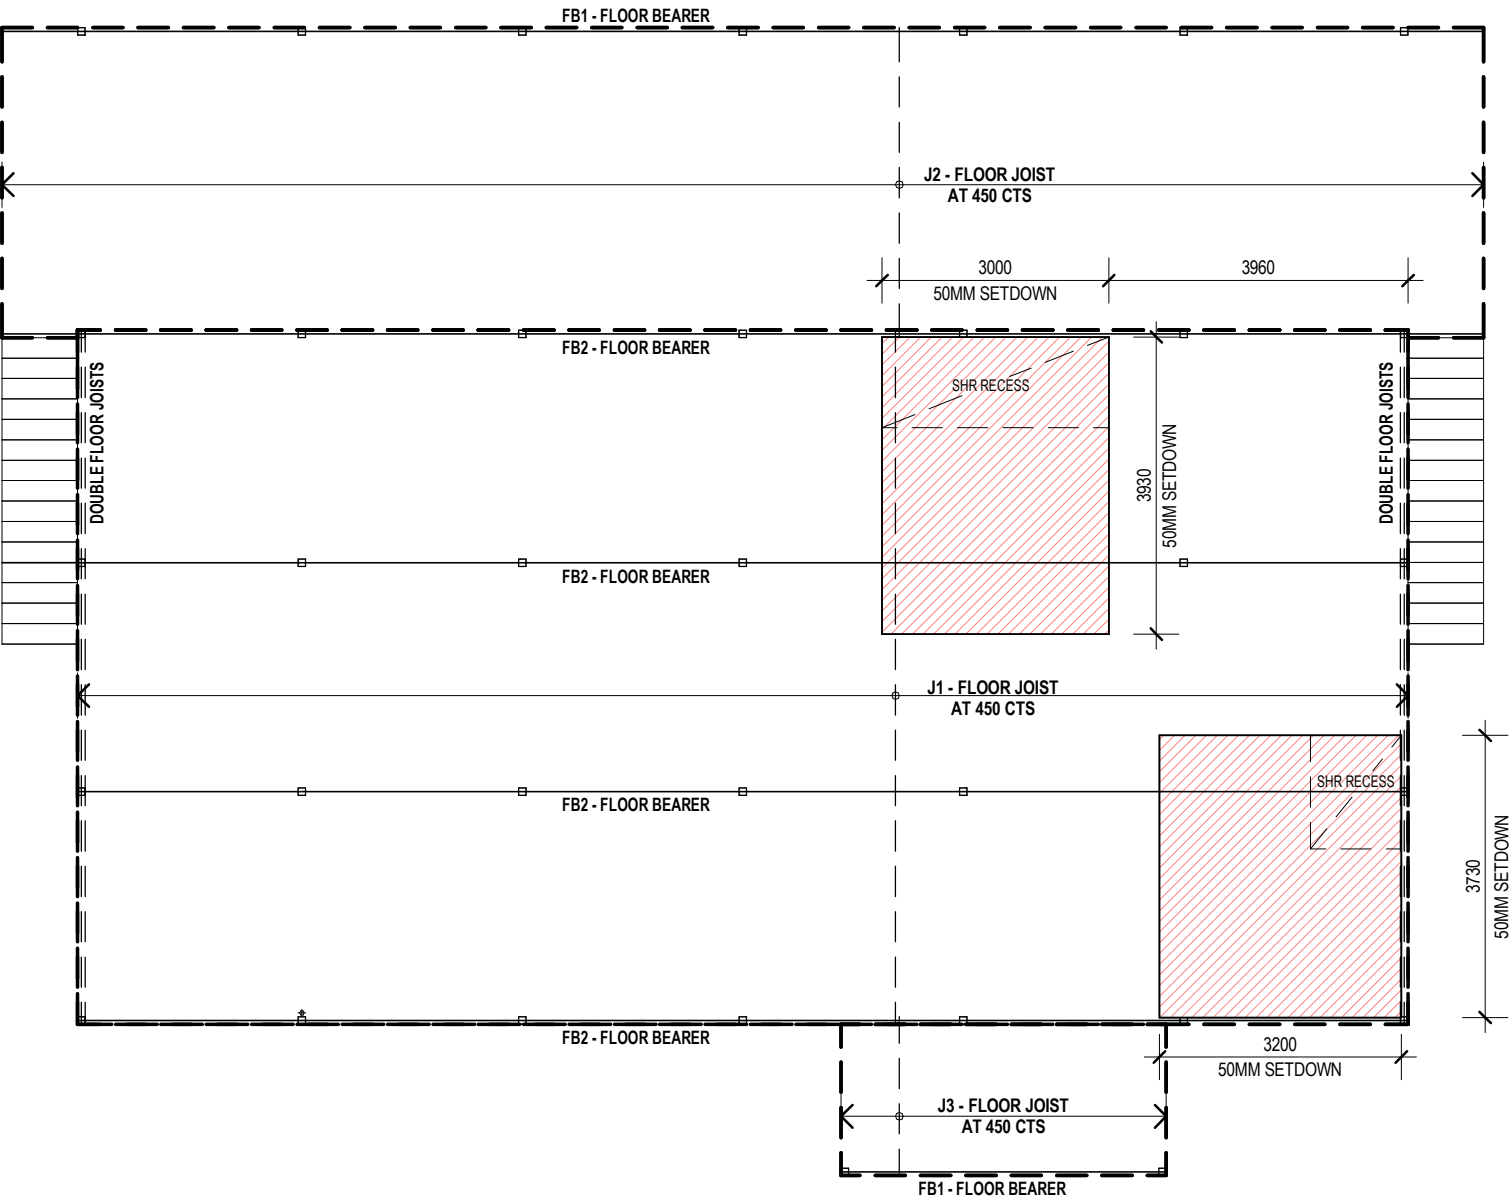 FB1 - FLOOR BEARER
J2 - FLOOR JOIST
AT 450 CTS
3000
50MM SETDOWN
3960
FB2 - FLOOR BEARER
DOUBLE FLOOR JOISTS
SHR RECESS
3930
50MM SETDOWN
DOUBLE FLOOR JOISTS
FB2 - FLOOR BEARER
J1 - FLOOR JOIST
AT 450 CTS
SHR RECESS
FB2 - FLOOR BEARER
3730
50MM SETDOWN
FB2 - FLOOR BEARER
3200
50MM SETDOWN
J3 - FLOOR JOIST
AT 450 CTS
FB1 - FLOOR BEARER